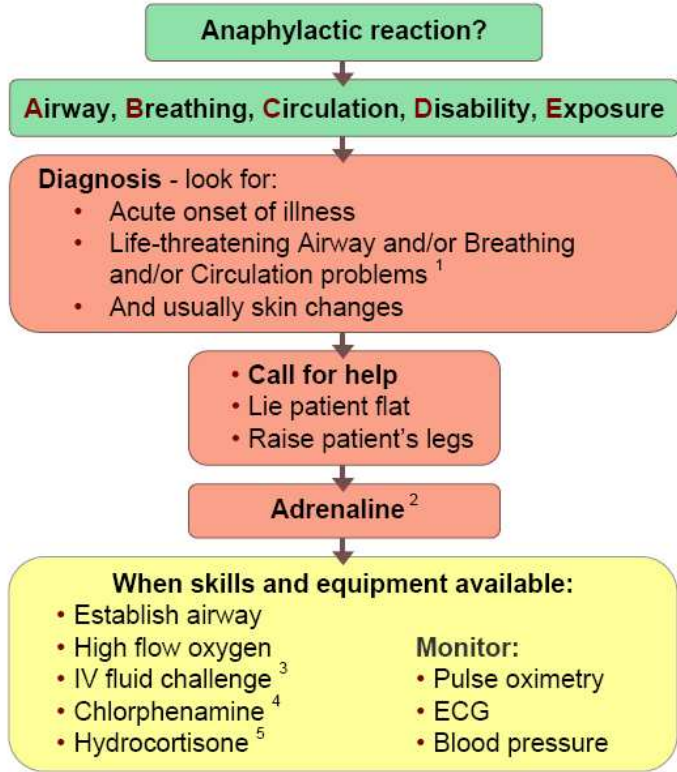 Anaphylactic reaction?
Airway, Breathing, Circulation, Disability, Exposure
Diagnosis - look for:
• Acute onset of illness
• Life-threatening Airway and/or Breathing
and/or Circulation problems 1
• And usually skin changes
• Call for help
• Lie patient flat
• Raise patient's legs
Adrenaline 2
When skills and equipment available:
• Establish airway
• High flow oxygen
• IV fluid challenge 3
• Chlorphenamine 4
• Hydrocortisone 5
Monitor:
• Pulse oximetry
• ECG
• Blood pressure